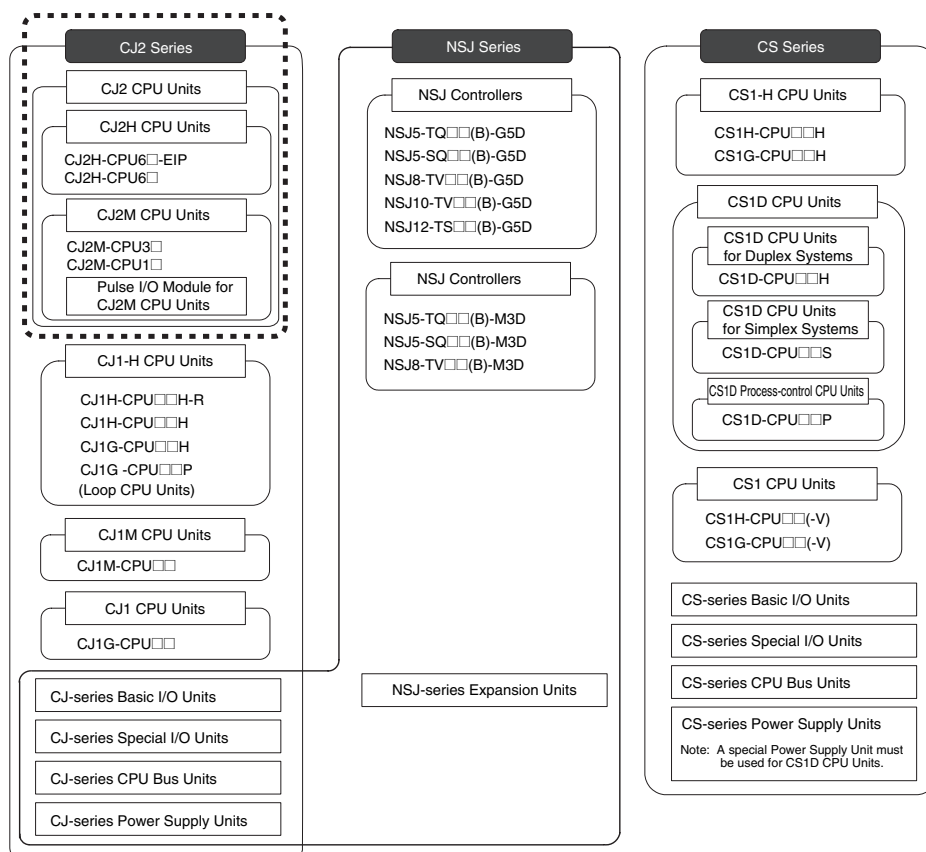 CJ2 Series
CJ2 CPU Units
CJ2H CPU Units
CJ2H-CPU6□-EIP
CJ2H-CPU6□
CJ2M CPU Units
CJ2M-CPU3□
CJ2M-CPU1□
Pulse I/O Module for
CJ2M CPU Units
CJ1-H CPU Units
CJ1H-CPU□□H-R
CJ1H-CPU□□H
CJ1G-CPU□□H
CJ1G -CPU□□P
(Loop CPU Units)
CJ1M CPU Units
CJ1M-CPU□□
CJ1 CPU Units
CJ1G-CPU□□
CJ-series Basic I/O Units
CJ-series Special I/O Units
CJ-series CPU Bus Units
CJ-series Power Supply Units
NSJ Series
NSJ Controllers
NSJ5-TQ□□(B)-G5D
NSJ5-SQ□□(B)-G5D
NSJ8-TV□□(B)-G5D
NSJ10-TV□□(B)-G5D
NSJ12-TS□□(B)-G5D
NSJ Controllers
NSJ5-TQ□□(B)-M3D
NSJ5-SQ□□(B)-M3D
NSJ8-TV□□(B)-M3D
NSJ-series Expansion Units
CS Series
CS1-H CPU Units
CS1H-CPU□□H
CS1G-CPU□□H
CS1D CPU Units
CS1D CPU Units
for Duplex Systems
CS1D-CPU□□H
CS1D CPU Units
for Simplex Systems
CS1D-CPU□□S
CS1D Process-control CPU Units
CS1D-CPU□□P
CS1 CPU Units
CS1H-CPU□□(-V)
CS1G-CPU□□(-V)
CS-series Basic I/O Units
CS-series Special I/O Units
CS-series CPU Bus Units
CS-series Power Supply Units
Note: A special Power Supply Unit must
be used for CS1D CPU Units.